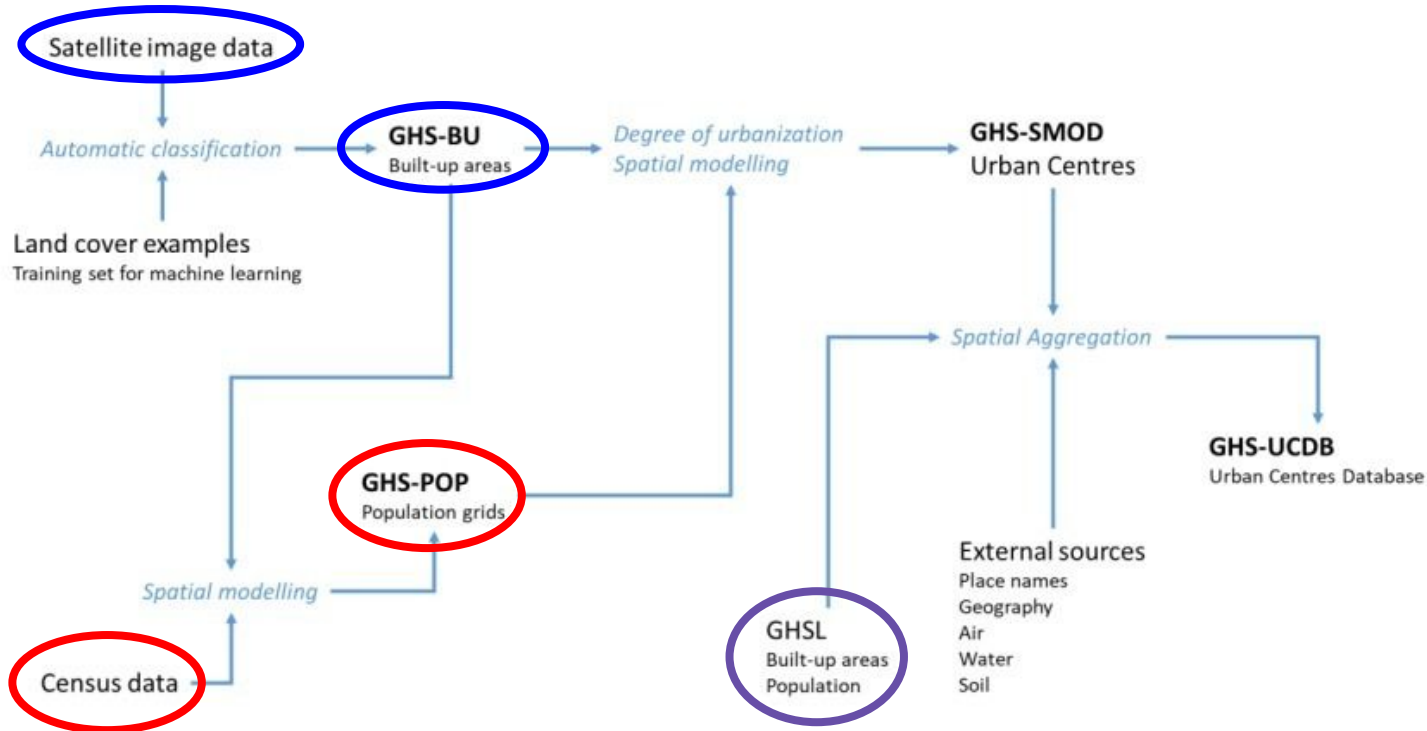 Satellite image data
Automatic classification
Land cover examples
Training set for machine learning
GHS-BU
Built-up areas
Degree of urbanization
Spatial modelling
GHS-SMOD
Urban Centres
Spatial Aggregation
GHS-UCDB
Urban Centres Database
GHS-POP
Population grids
Spatial modelling
Census data
GHSL
Built-up areas
Population
External sources
Place names
Geography
Air
Water
Soil